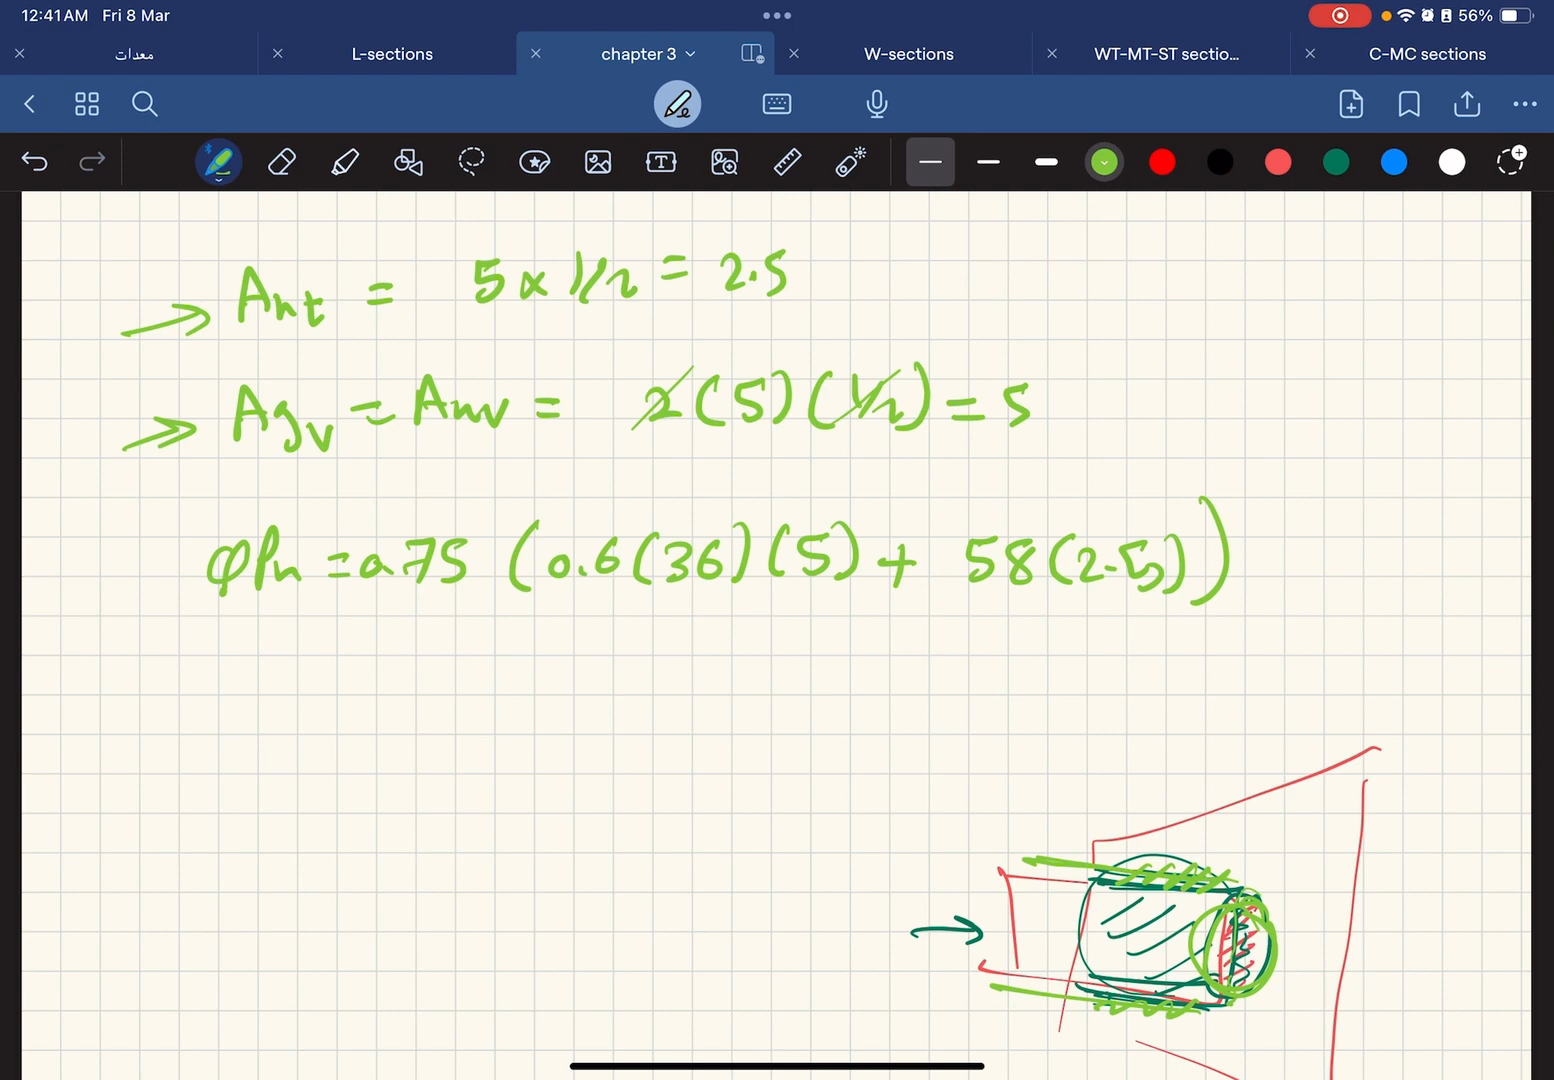 12:41 AM Fri 8 Mar 56%
معدات L-sections chapter 3 W-sections WT-MT-ST sectio... C-MC sections
Ant = 5 x 1/2 = 2.5
Agv = Anv = 2(5)(1/2) = 5
φPn = 0.75 (0.6(36)(5) + 58(2.5))